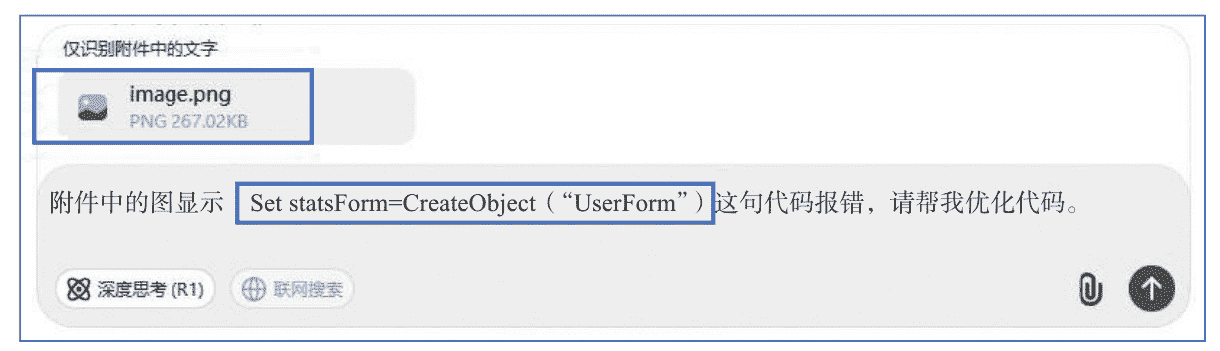 仅识别附件中的文字
image.png
PNG 267.02KB
附件中的图显示 Set statsForm=CreateObject（“UserForm”）这句代码报错，请帮我优化代码。
深度思考 (R1) 联网搜索